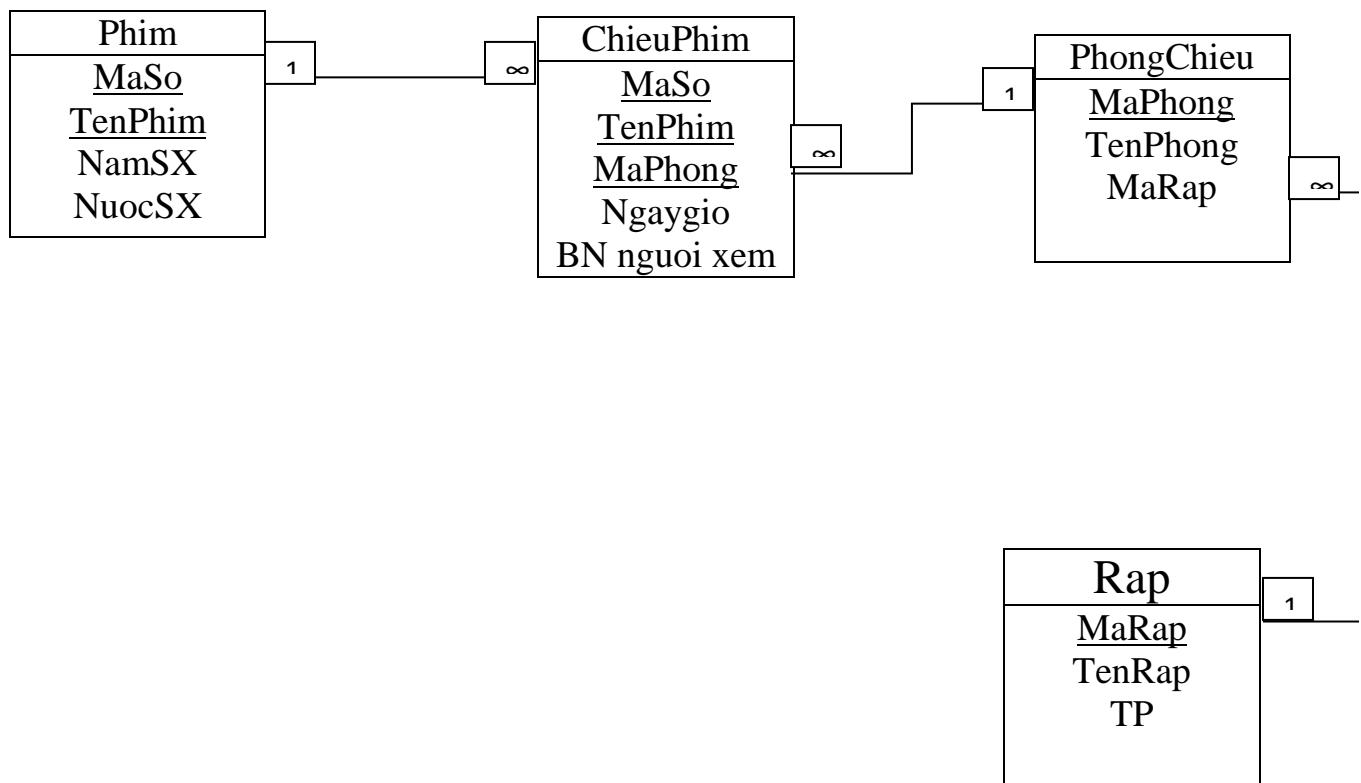 Phim
MaSo
TenPhim
NamSX
NuocSX
1
∞
ChieuPhim
MaSo
TenPhim
MaPhong
Ngaygio
BN nguoi xem
∞
1
PhongChieu
MaPhong
TenPhong
MaRap
∞
Rap
MaRap
TenRap
TP
1